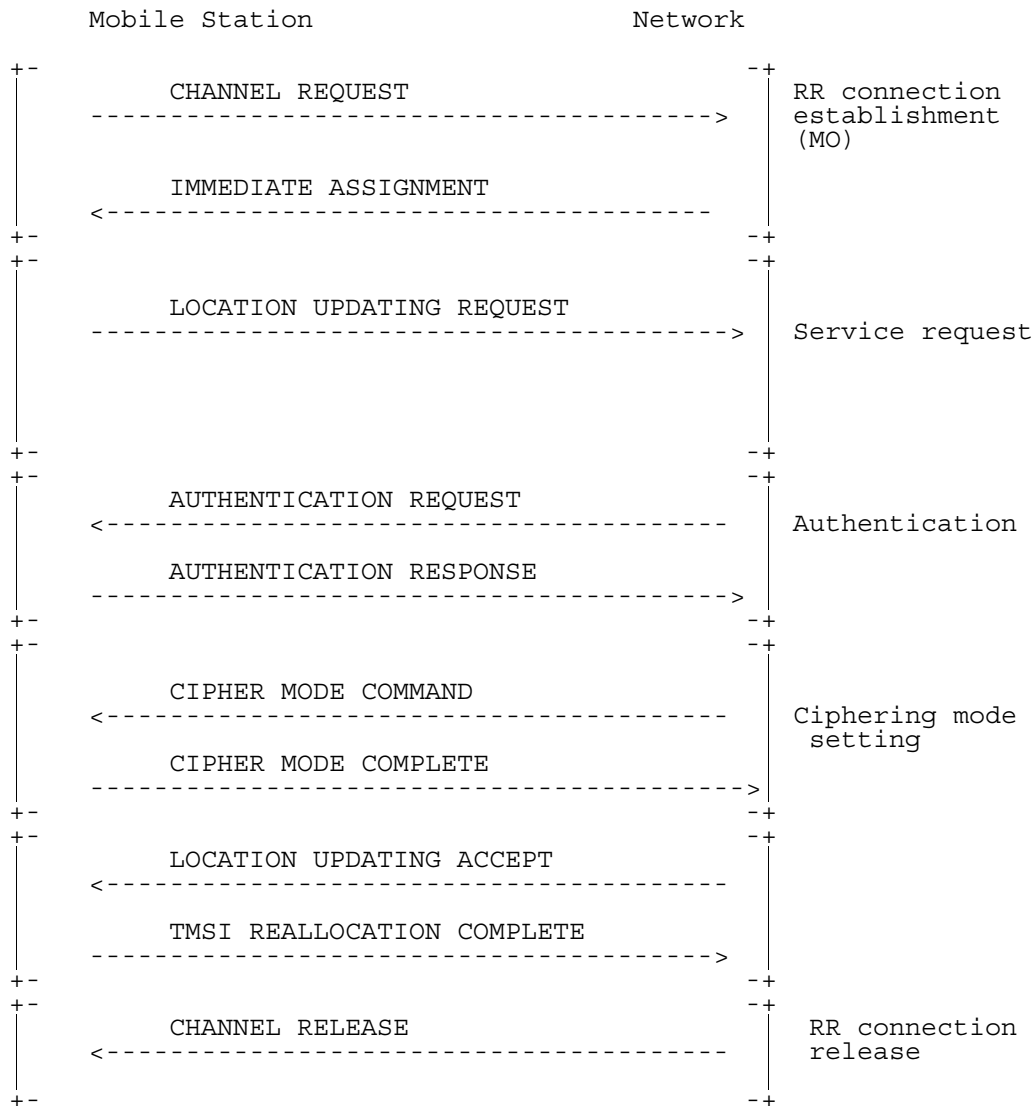 Mobile Station Network
CHANNEL REQUEST
RR connection
establishment
(MO)
IMMEDIATE ASSIGNMENT
LOCATION UPDATING REQUEST
Service request
AUTHENTICATION REQUEST
Authentication
AUTHENTICATION RESPONSE
CIPHER MODE COMMAND
Ciphering mode
setting
CIPHER MODE COMPLETE
LOCATION UPDATING ACCEPT
TMSI REALLOCATION COMPLETE
CHANNEL RELEASE
RR connection
release